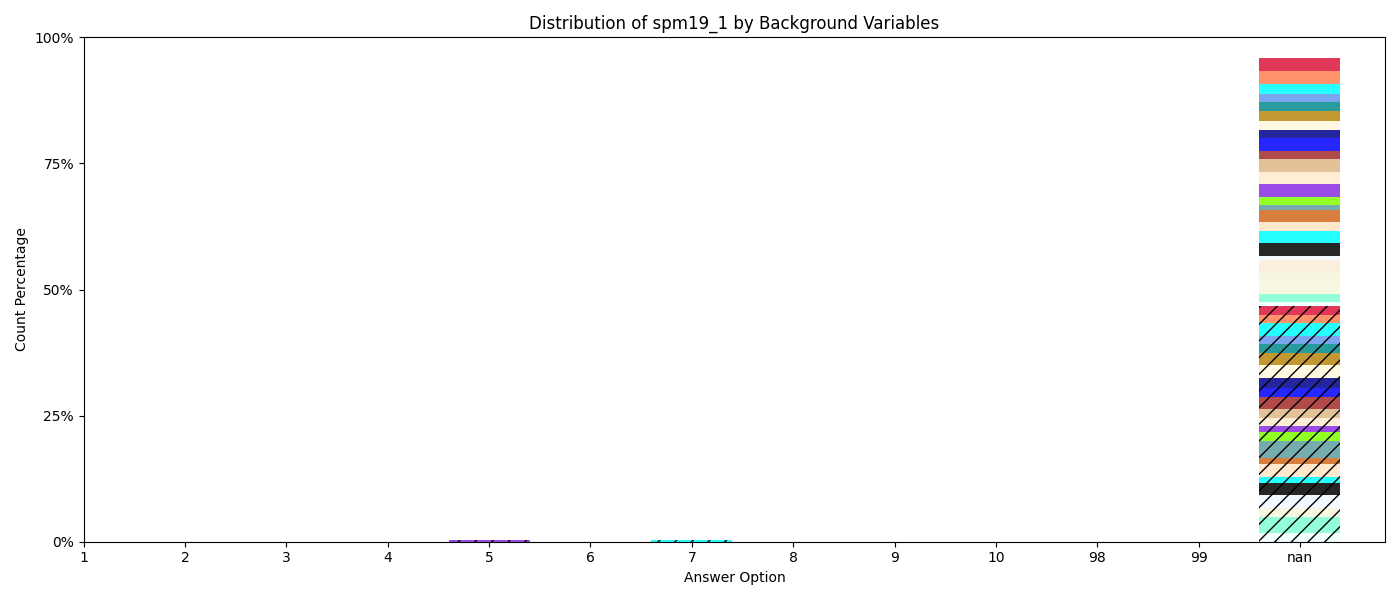 Distribution of spm19_1 by Background Variables
100%
75%
50%
25%
0%
Count Percentage
1 2 3 4 5 6 7 8 9 10 98 99 nan
Answer Option